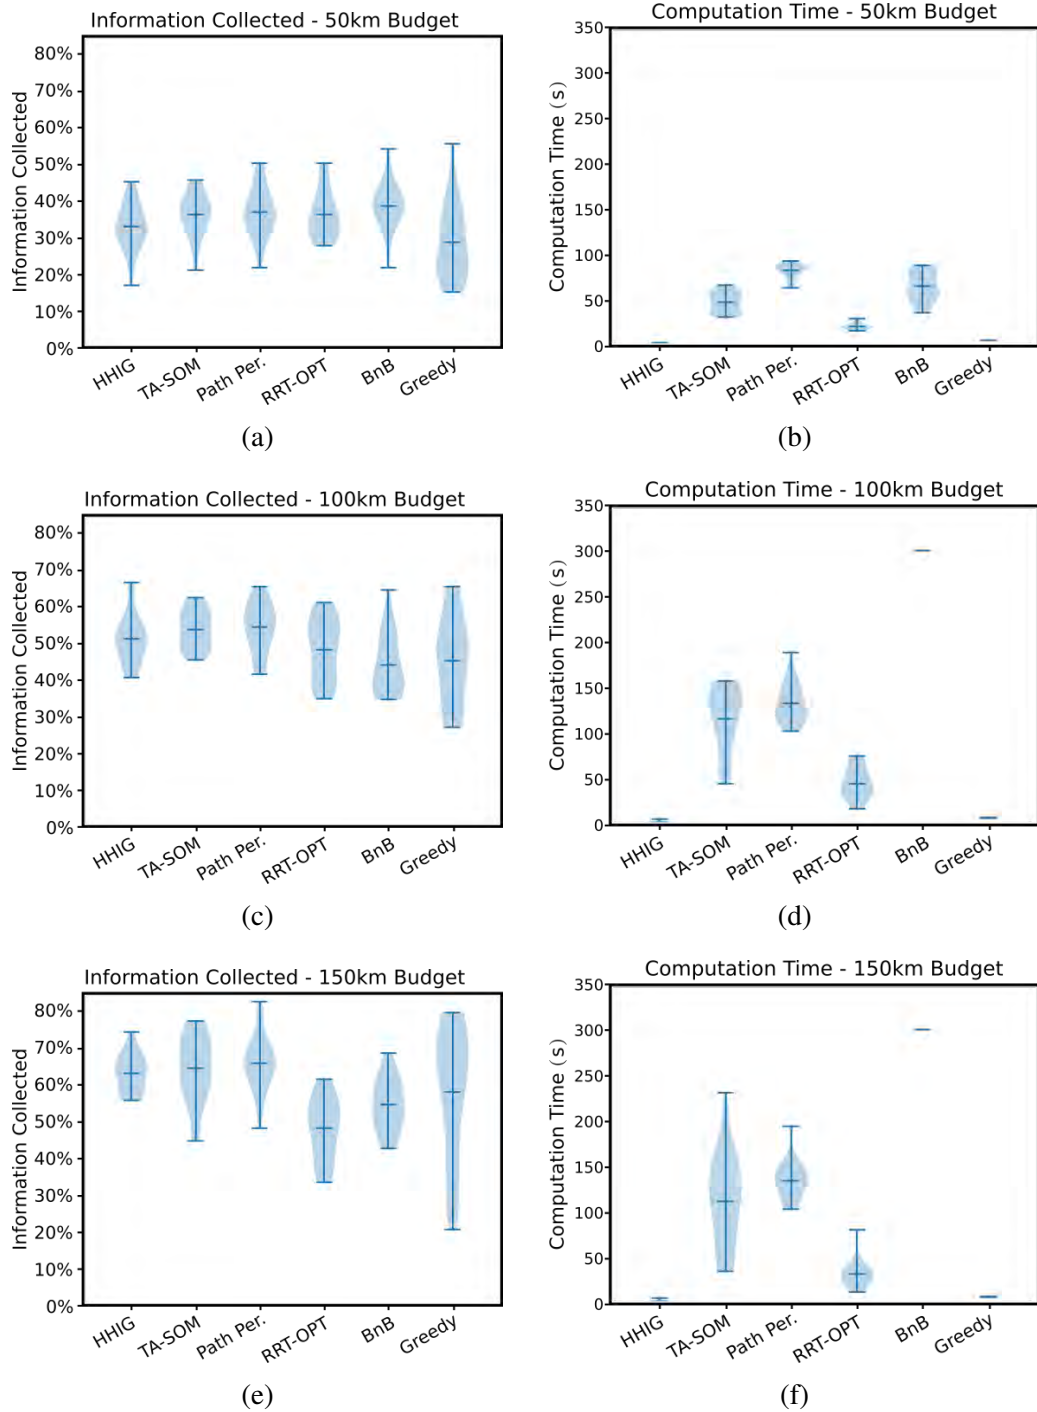 Information Collected - 50km Budget
Information Collected
80%
70%
60%
50%
40%
30%
20%
10%
0%
HHIG
TA-SOM
Path Per.
RRT-OPT
BnB
Greedy
(a)
Computation Time - 50km Budget
Computation Time (s)
350
300
250
200
150
100
50
0
HHIG
TA-SOM
Path Per.
RRT-OPT
BnB
Greedy
(b)
Information Collected - 100km Budget
Information Collected
80%
70%
60%
50%
40%
30%
20%
10%
0%
HHIG
TA-SOM
Path Per.
RRT-OPT
BnB
Greedy
(c)
Computation Time - 100km Budget
Computation Time (s)
350
300
250
200
150
100
50
0
HHIG
TA-SOM
Path Per.
RRT-OPT
BnB
Greedy
(d)
Information Collected - 150km Budget
Information Collected
80%
70%
60%
50%
40%
30%
20%
10%
0%
HHIG
TA-SOM
Path Per.
RRT-OPT
BnB
Greedy
(e)
Computation Time - 150km Budget
Computation Time (s)
350
300
250
200
150
100
50
0
HHIG
TA-SOM
Path Per.
RRT-OPT
BnB
Greedy
(f)